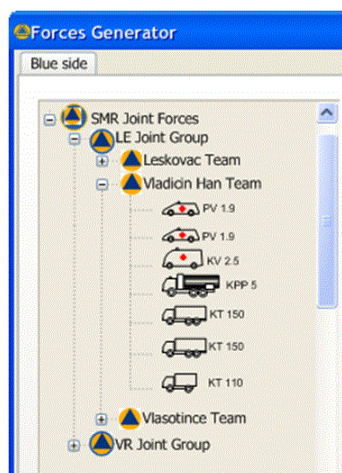 Forces Generator
Blue side
SMR Joint Forces
LE Joint Group
Leskovac Team
Vladicin Han Team
PV 1.9
PV 1.9
KV 2.5
KPP 5
KT 150
KT 150
KT 110
Vlasotince Team
VR Joint Group